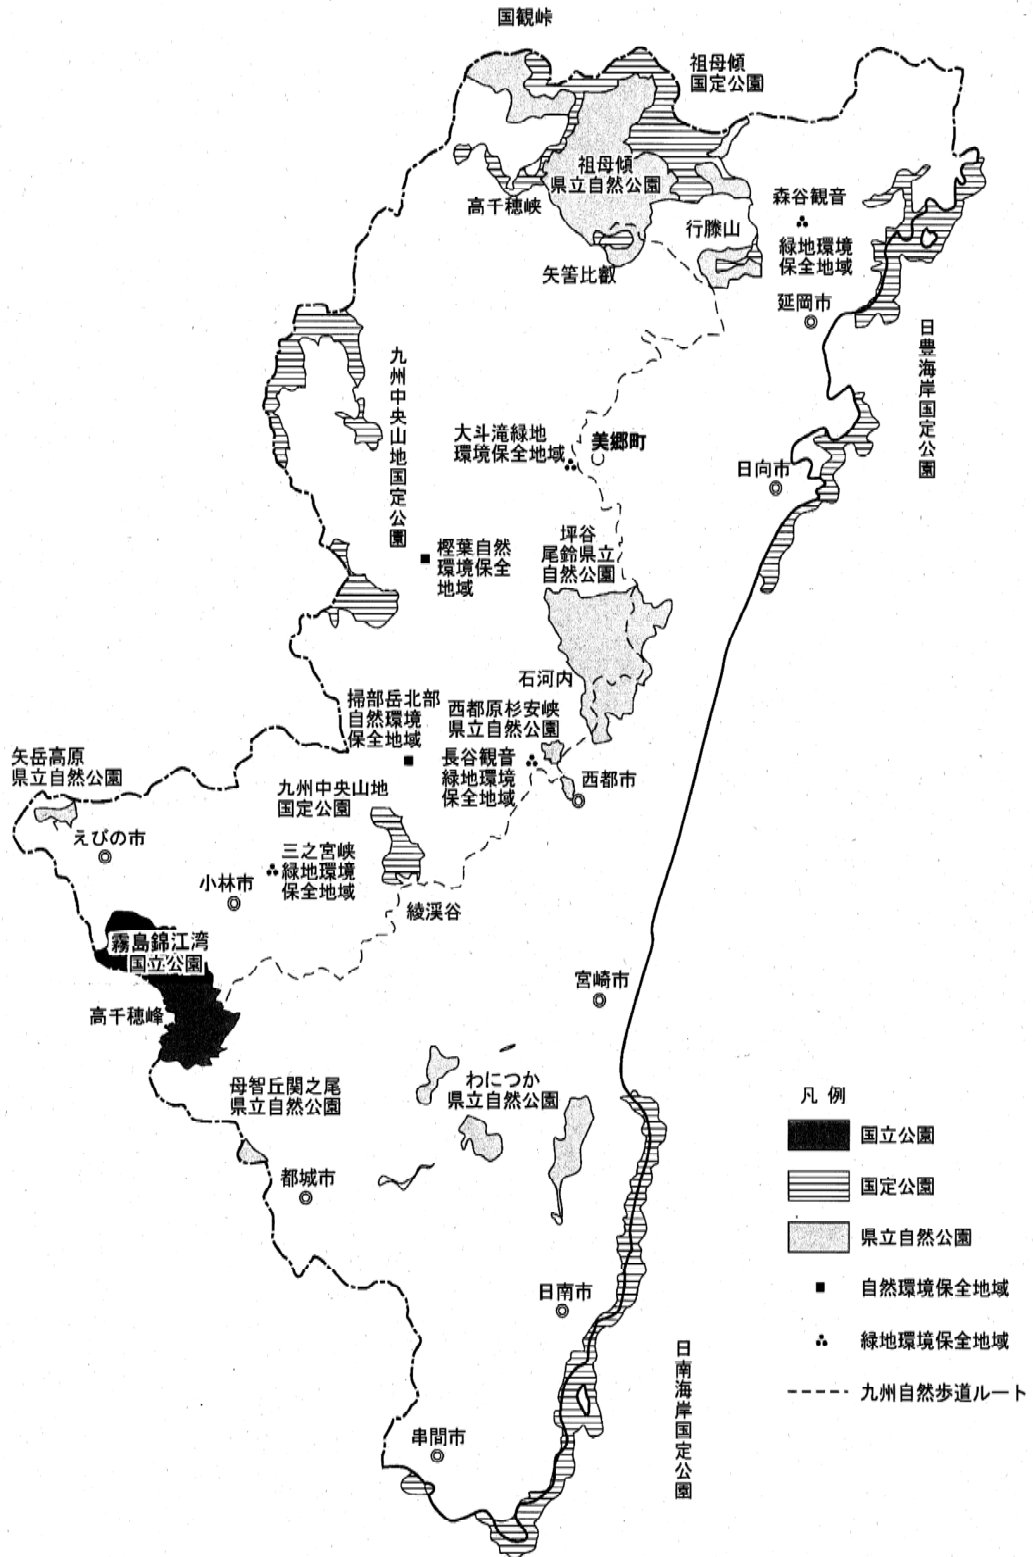 国観峠
祖母傾
国定公園
祖母傾
県立自然公園
高千穂峡
森谷観音
緑地環境
保全地域
行縢山
矢筈比叡
延岡市
日豊海岸国定公園
九州中央山地国定公園
大斗滝緑地
環境保全地域
美郷町
日向市
樫葉自然
環境保全
地域
坪谷
尾鈴県立
自然公園
石河内
掃部岳北部
自然環境
保全地域
西都原杉安峡
県立自然公園
長谷観音
緑地環境
保全地域
西都市
矢岳高原
県立自然公園
えびの市
九州中央山地
国定公園
三之宮峡
緑地環境
保全地域
小林市
綾渓谷
霧島錦江湾
国立公園
高千穂峰
宮崎市
母智丘関之尾
県立自然公園
わにつか
県立自然公園
都城市
日南市
日南海岸国定公園
串間市
凡例
国立公園
国定公園
県立自然公園
自然環境保全地域
緑地環境保全地域
九州自然歩道ルート